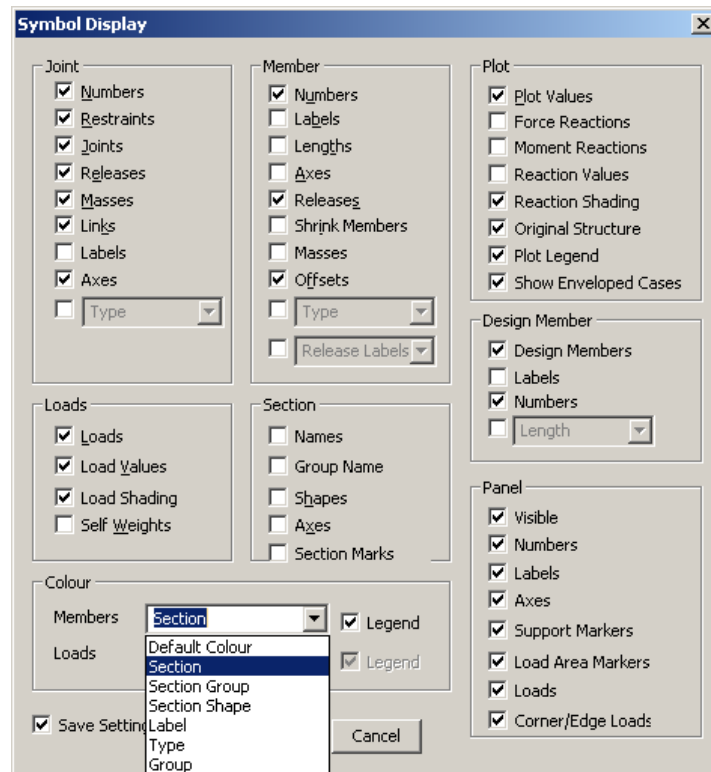 Symbol Display
Joint
Numbers
Restraints
Joints
Releases
Masses
Links
Labels
Axes
Type
Member
Numbers
Labels
Lengths
Axes
Releases
Shrink Members
Masses
Offsets
Type
Release Labels
Plot
Plot Values
Force Reactions
Moment Reactions
Reaction Values
Reaction Shading
Original Structure
Plot Legend
Show Enveloped Cases
Design Member
Design Members
Labels
Numbers
Length
Loads
Loads
Load Values
Load Shading
Self Weights
Section
Names
Group Name
Shapes
Axes
Section Marks
Panel
Visible
Numbers
Labels
Axes
Support Markers
Load Area Markers
Loads
Corner/Edge Loads
Colour
Members
Section
Legend
Loads
Legend
Default Colour
Section
Section Group
Section Shape
Label
Type
Group
Save Setting
Cancel